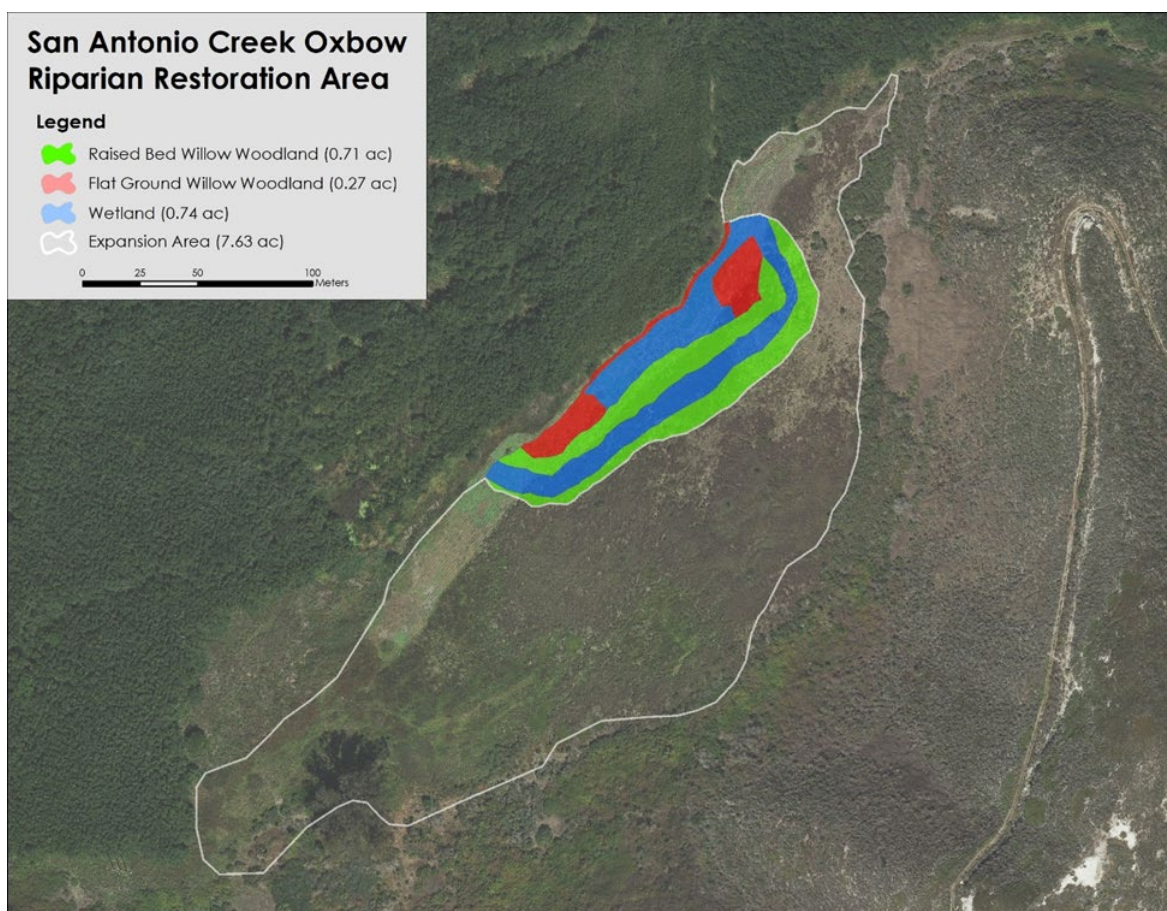 San Antonio Creek Oxbow
Riparian Restoration Area
Legend
Raised Bed Willow Woodland (0.71 ac)
Flat Ground Willow Woodland (0.27 ac)
Wetland (0.74 ac)
Expansion Area (7.63 ac)
0 25 50 100
Meters